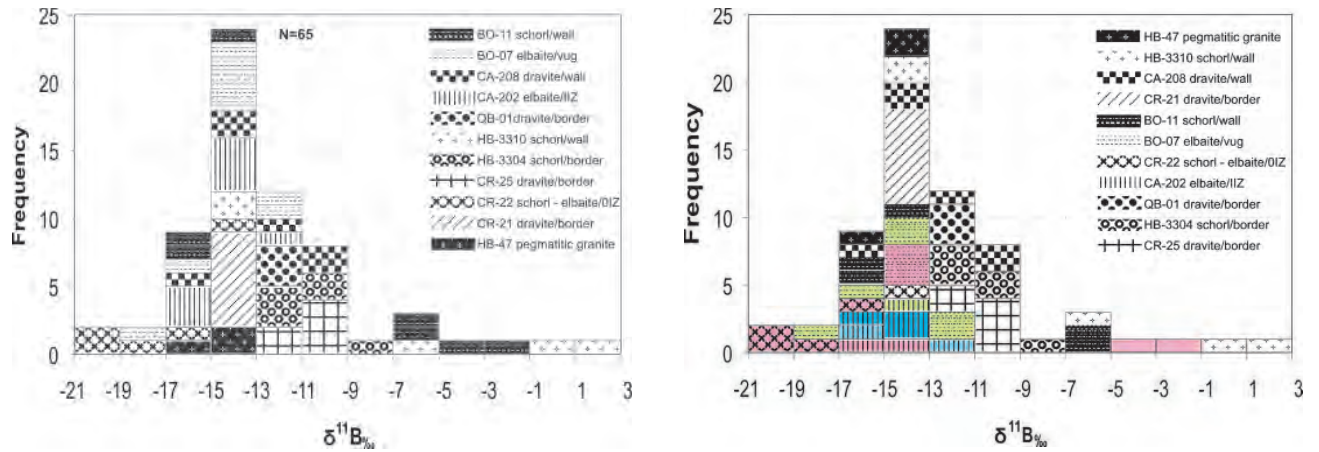 25
20
15
10
5
0
Frequency
N=65
BO-11 schorl/wall
BO-07 elbaite/vug
CA-208 dravite/wall
CA-202 elbaite/IIZ
QB-01dravite/border
HB-3310 schorl/wall
HB-3304 schorl/border
CR-25 dravite/border
CR-22 schorl - elbaite/0IZ
CR-21 dravite/border
HB-47 pegmatitic granite
-21 -19 -17 -15 -13 -11 -9 -7 -5 -3 -1 1 3
δ¹¹B‰
25
20
15
10
5
0
Frequency
HB-47 pegmatitic granite
HB-3310 schorl/wall
CA-208 dravite/wall
CR-21 dravite/border
BO-11 schorl/wall
BO-07 elbaite/vug
CR-22 schorl - elbaite/0IZ
CA-202 elbaite/IIZ
QB-01 dravite/border
HB-3304 schorl/border
CR-25 dravite/border
-21 -19 -17 -15 -13 -11 -9 -7 -5 -3 -1 1 3
δ¹¹B‰